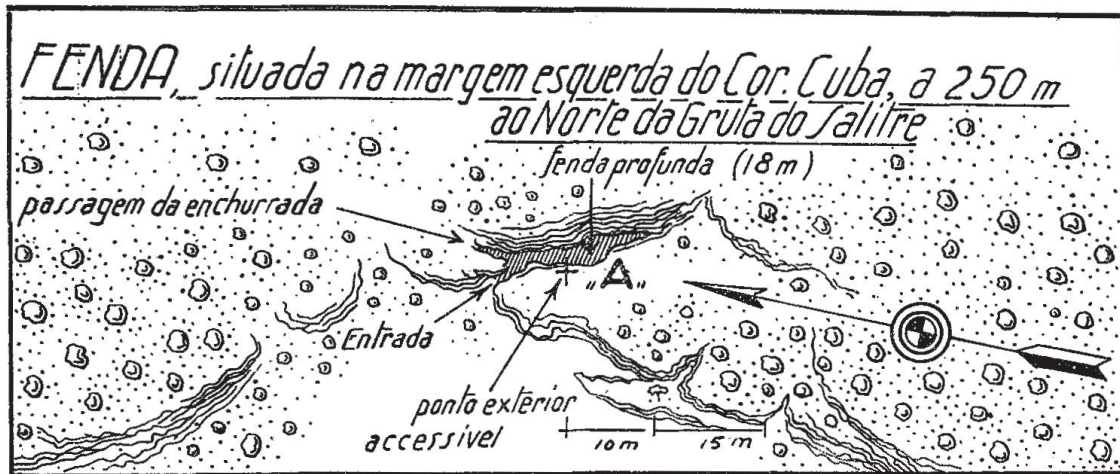 FENDA, situada na margem esquerda do Cor. Cuba, a 250 m
ao Norte da Gruta do Salitre
fenda profunda (18 m)
passagem da enchurrada
"A"
Entrada
ponto exterior
accessível
10 m 15 m